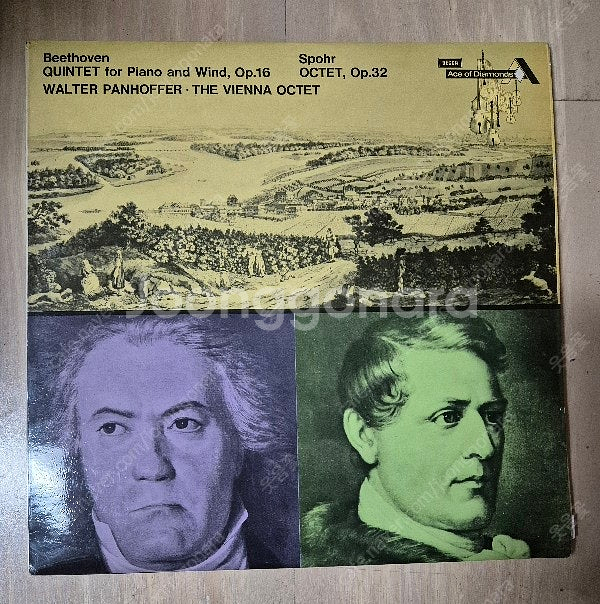 Beethoven
QUINTET for Piano and Wind, Op.16
Spohr
OCTET, Op.32
WALTER PANHOFFER · THE VIENNA OCTET
DECCA
Ace of Diamonds
Joonggonara